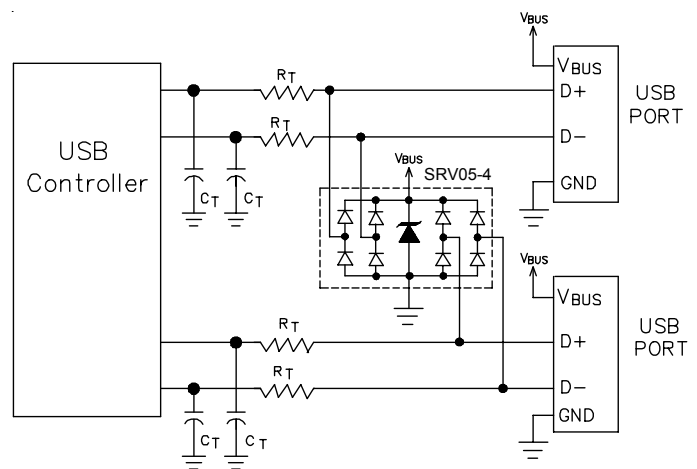 VBUS
RT
VBUS
D+
USB
PORT
RT
D−
USB
Controller
VBUS
SRV05-4
CT
CT
GND
VBUS
VBUS
RT
D+
USB
PORT
RT
D−
GND
CT
CT